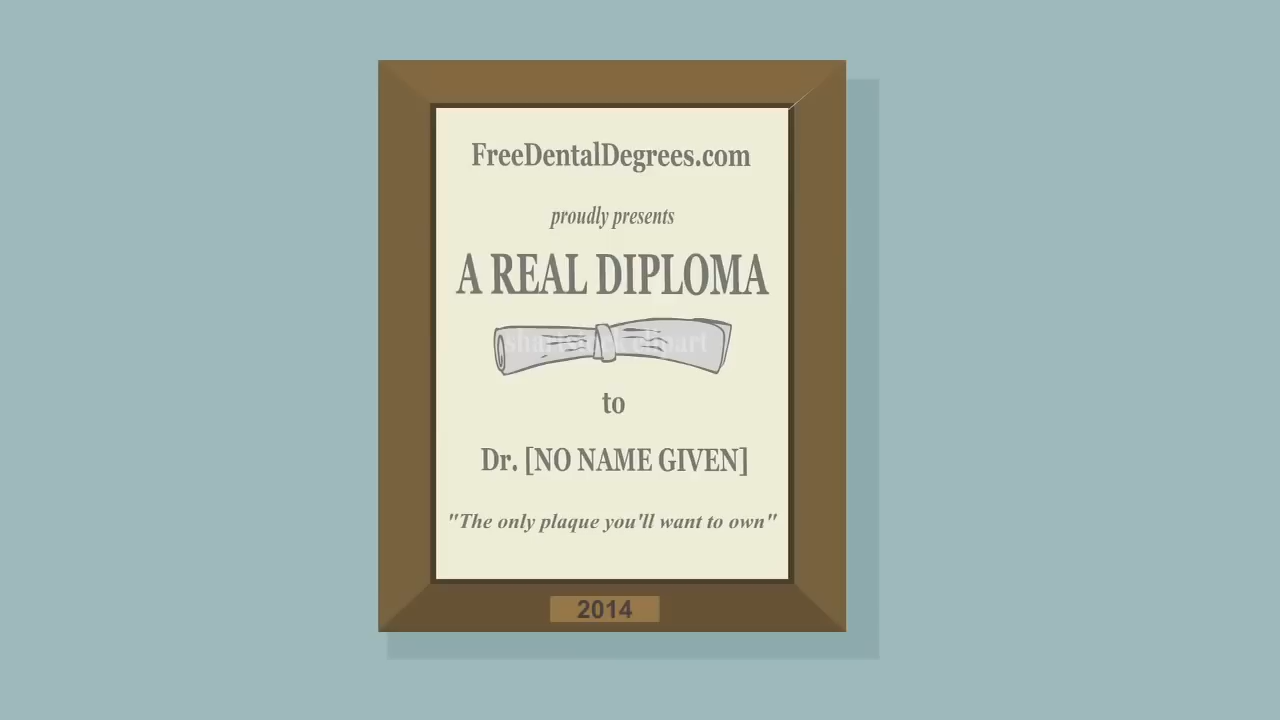 FreeDentalDegrees.com
proudly presents
A REAL DIPLOMA
clipart
to
Dr. [NO NAME GIVEN]
"The only plaque you'll want to own"
2014